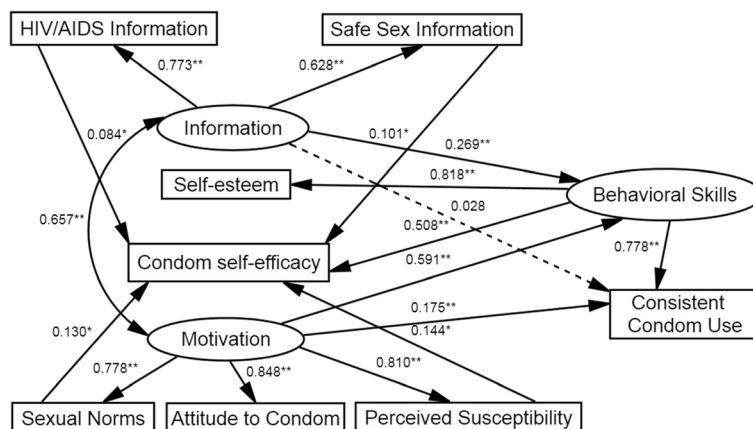 HIV/AIDS Information
Safe Sex Information
0.773**
0.628**
0.084*
Information
0.101*
0.269**
Self-esteem
0.818**
Behavioral Skills
0.028
0.657**
0.508**
Condom self-efficacy
0.591**
0.778**
0.175**
Consistent
Condom Use
0.130*
Motivation
0.144*
0.778**
0.848**
0.810**
Sexual Norms
Attitude to Condom
Perceived Susceptibility